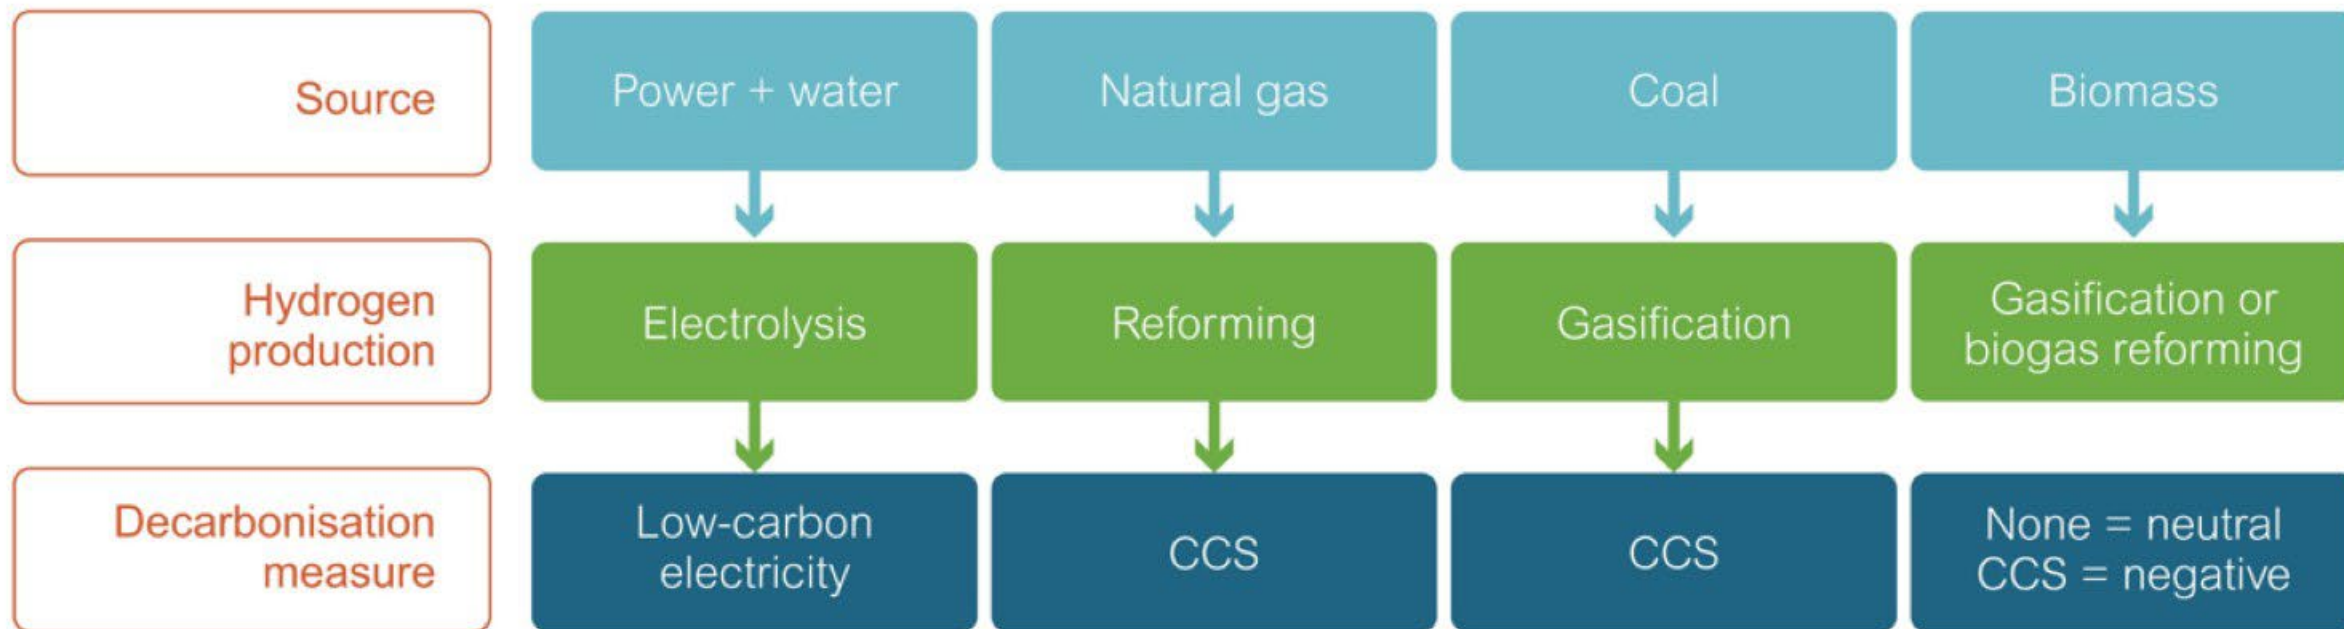 Source
Power + water
Natural gas
Coal
Biomass
Hydrogen
production
Electrolysis
Reforming
Gasification
Gasification or
biogas reforming
Decarbonisation
measure
Low-carbon
electricity
CCS
CCS
None = neutral
CCS = negative